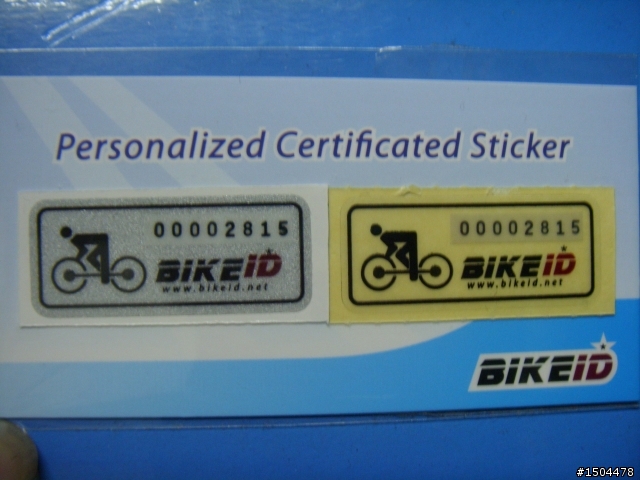 Personalized Certificated Sticker
00002815
BIKEID
www.bikeid.net
00002815
BIKEID
www.bikeid.net
BIKEID
#1504478